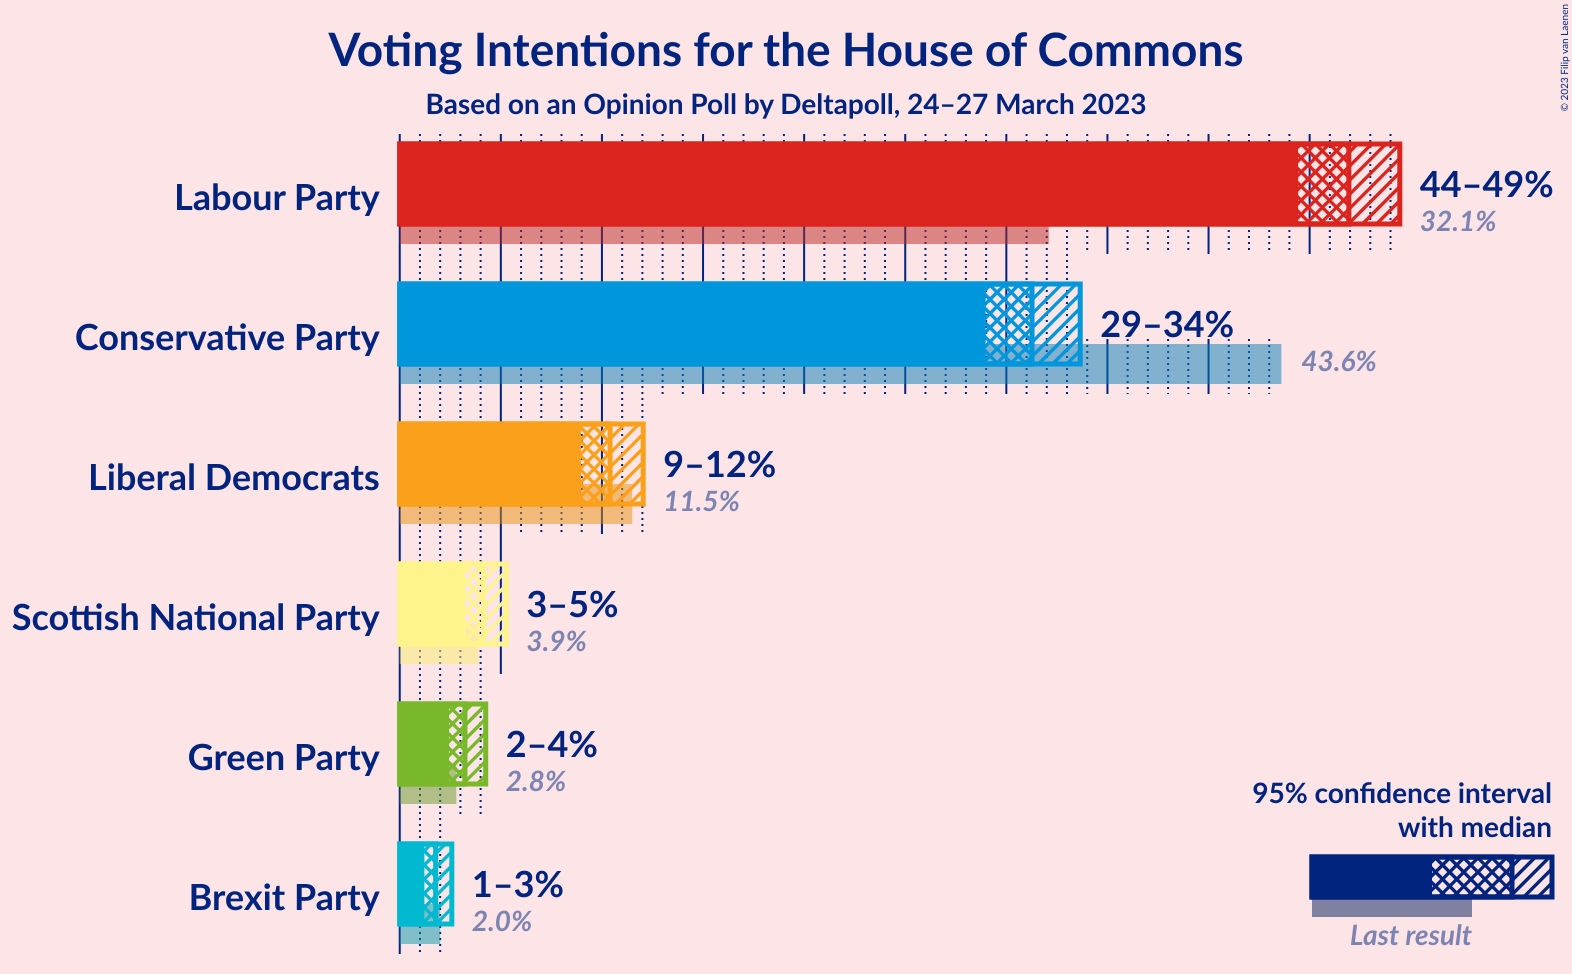 Voting Intentions for the House of Commons
Based on an Opinion Poll by Deltapoll, 24–27 March 2023
© 2023 Filip van Laenen
Labour Party
44–49%
32.1%
Conservative Party
29–34%
43.6%
Liberal Democrats
9–12%
11.5%
Scottish National Party
3–5%
3.9%
Green Party
2–4%
2.8%
Brexit Party
1–3%
2.0%
95% confidence interval
with median
Last result